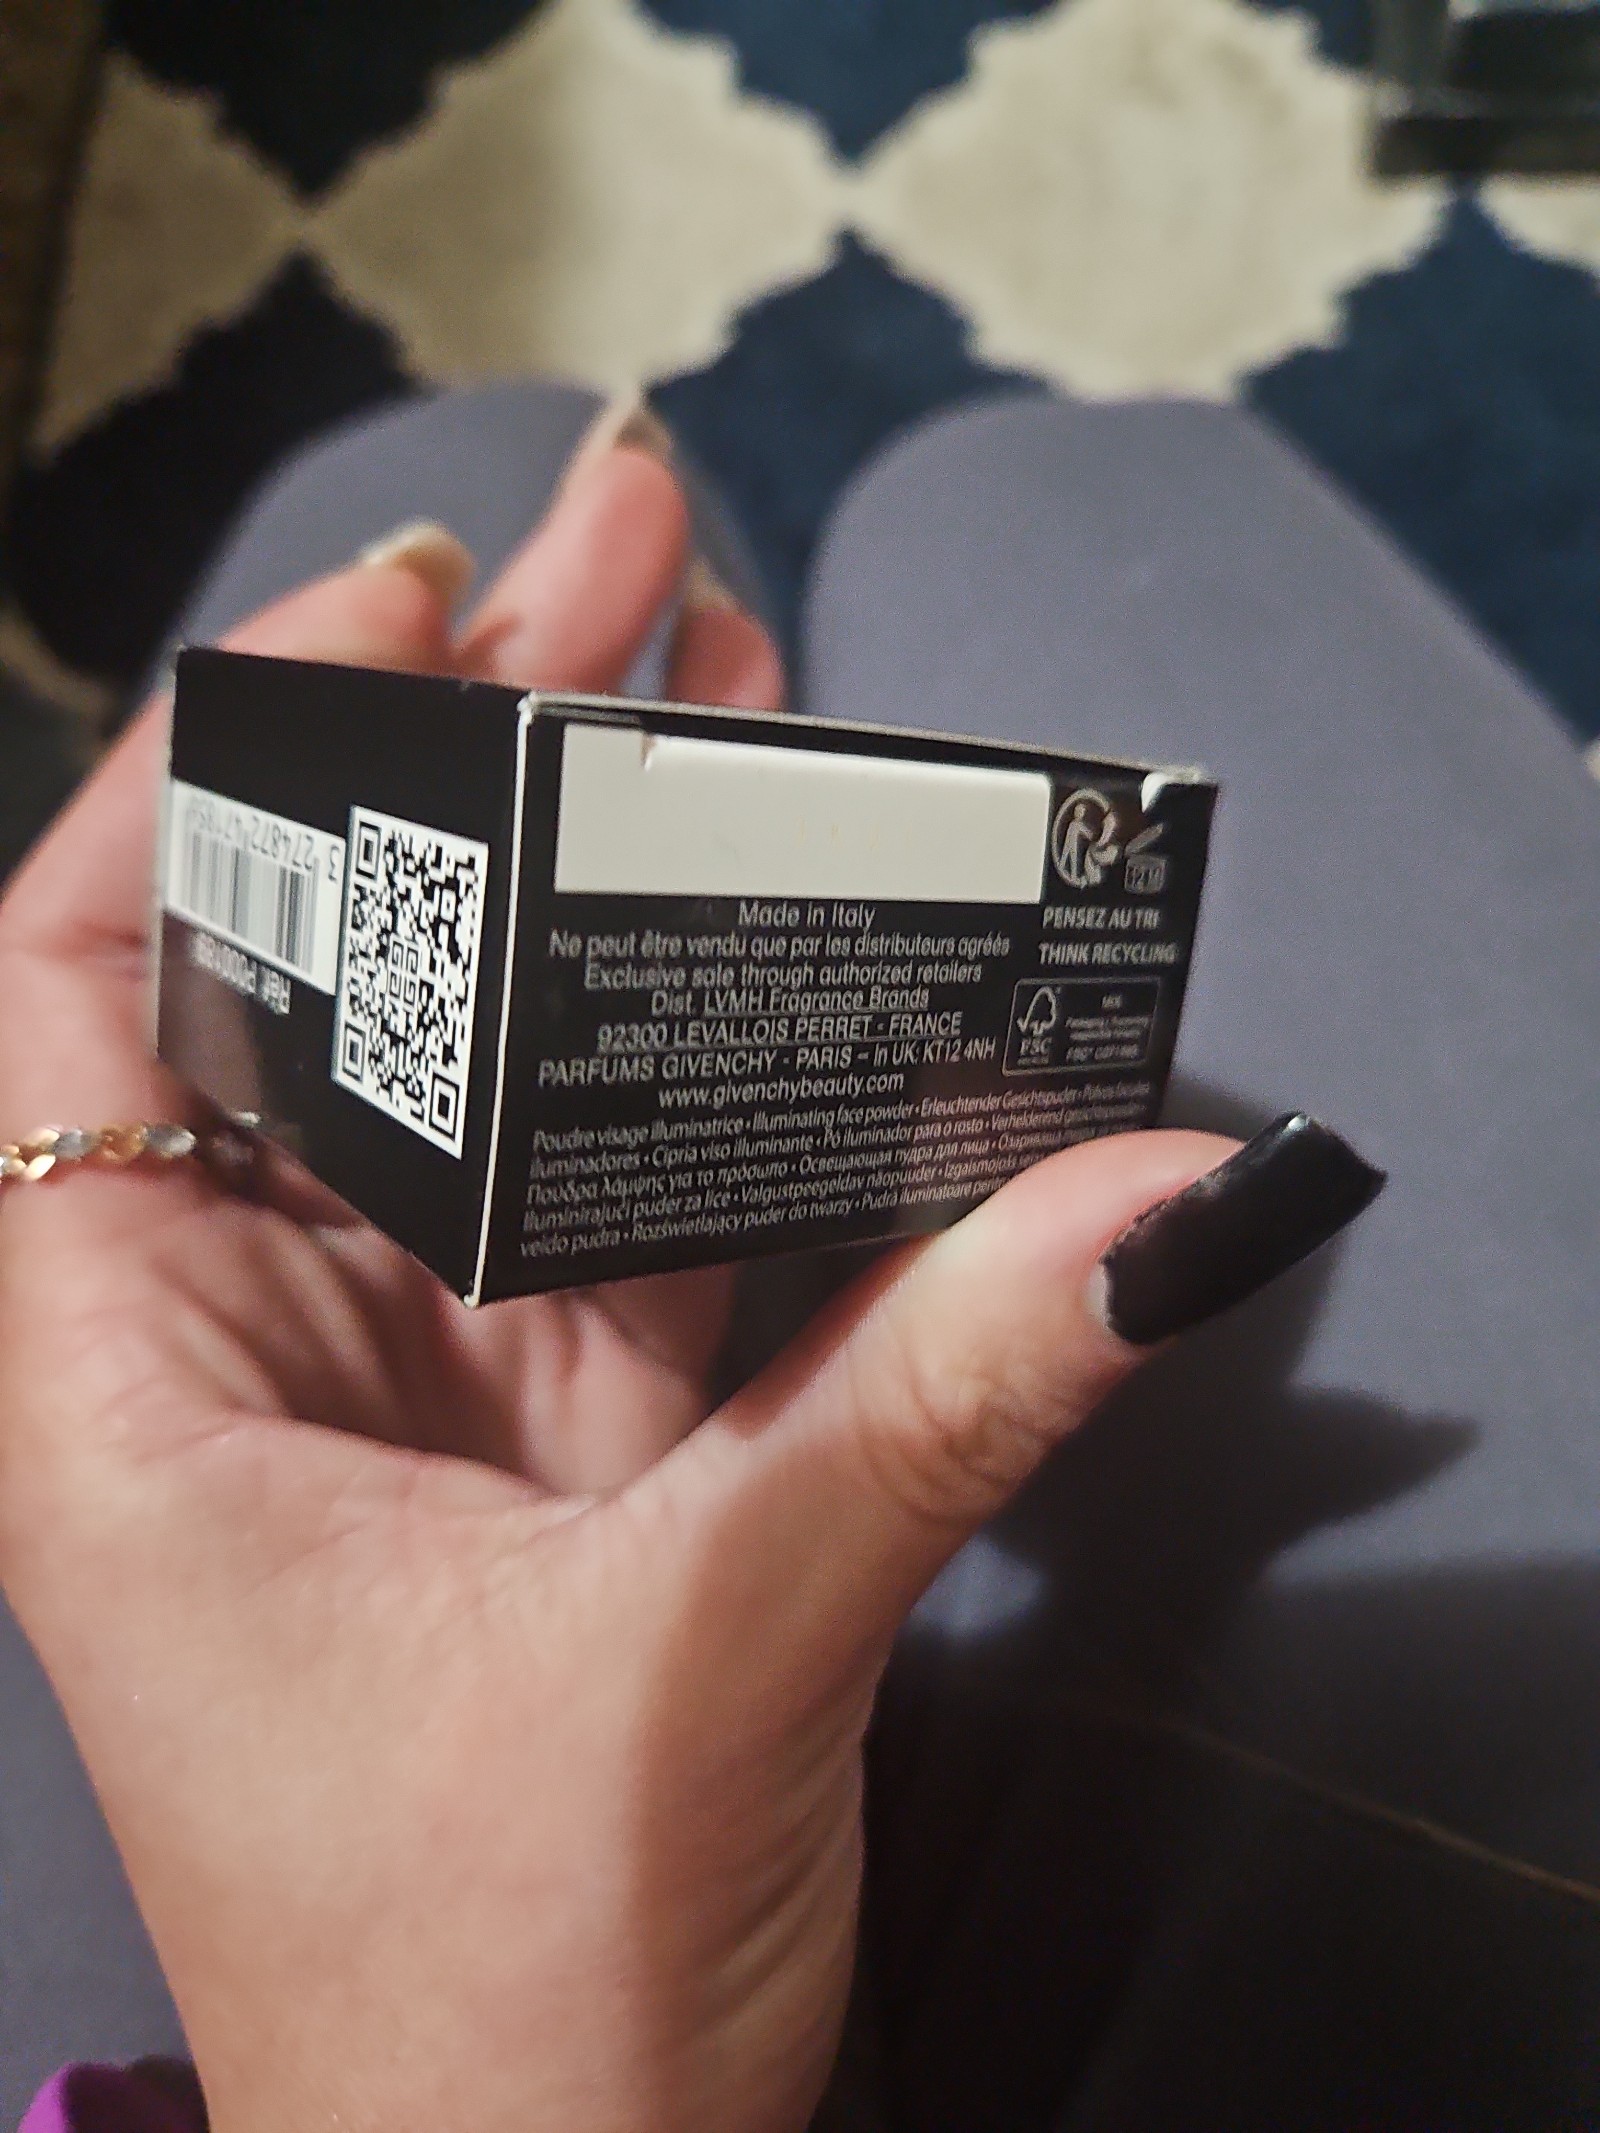 Made in Italy
Ne peut être vendu que par les distributeurs agréés
Exclusive sale through authorized retailers
Dist. LVMH Fragrance Brands
92300 LEVALLOIS PERRET - FRANCE
PARFUMS GIVENCHY - PARIS – In UK: KT12 4NH
www.givenchybeauty.com
Poudre visage illuminatrice • Illuminating face powder • Erleuchtender Gesichtspuder •
iluminadores • Cipria viso illuminante • Pó iluminador para o rosto •
Πούδρα λάμψης για το πρόσωπο • Освещающая пудра для лица •
Iluminirajući puder za lice • Valgustpeegeldav näopuuder •
veido pudra • Rozświetlający puder do twarzy • Pudră iluminatoare
12 M
PENSEZ AU TRI
THINK RECYCLING
FSC
Réf.